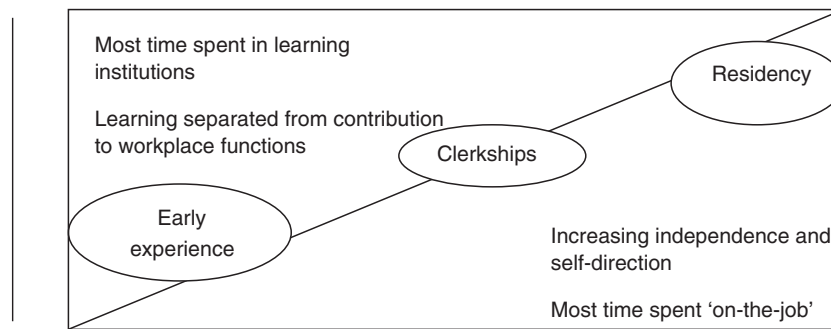 Most time spent in learning
institutions
Learning separated from contribution
to workplace functions
Residency
Clerkships
Early
experience
Increasing independence and
self-direction
Most time spent ‘on-the-job’